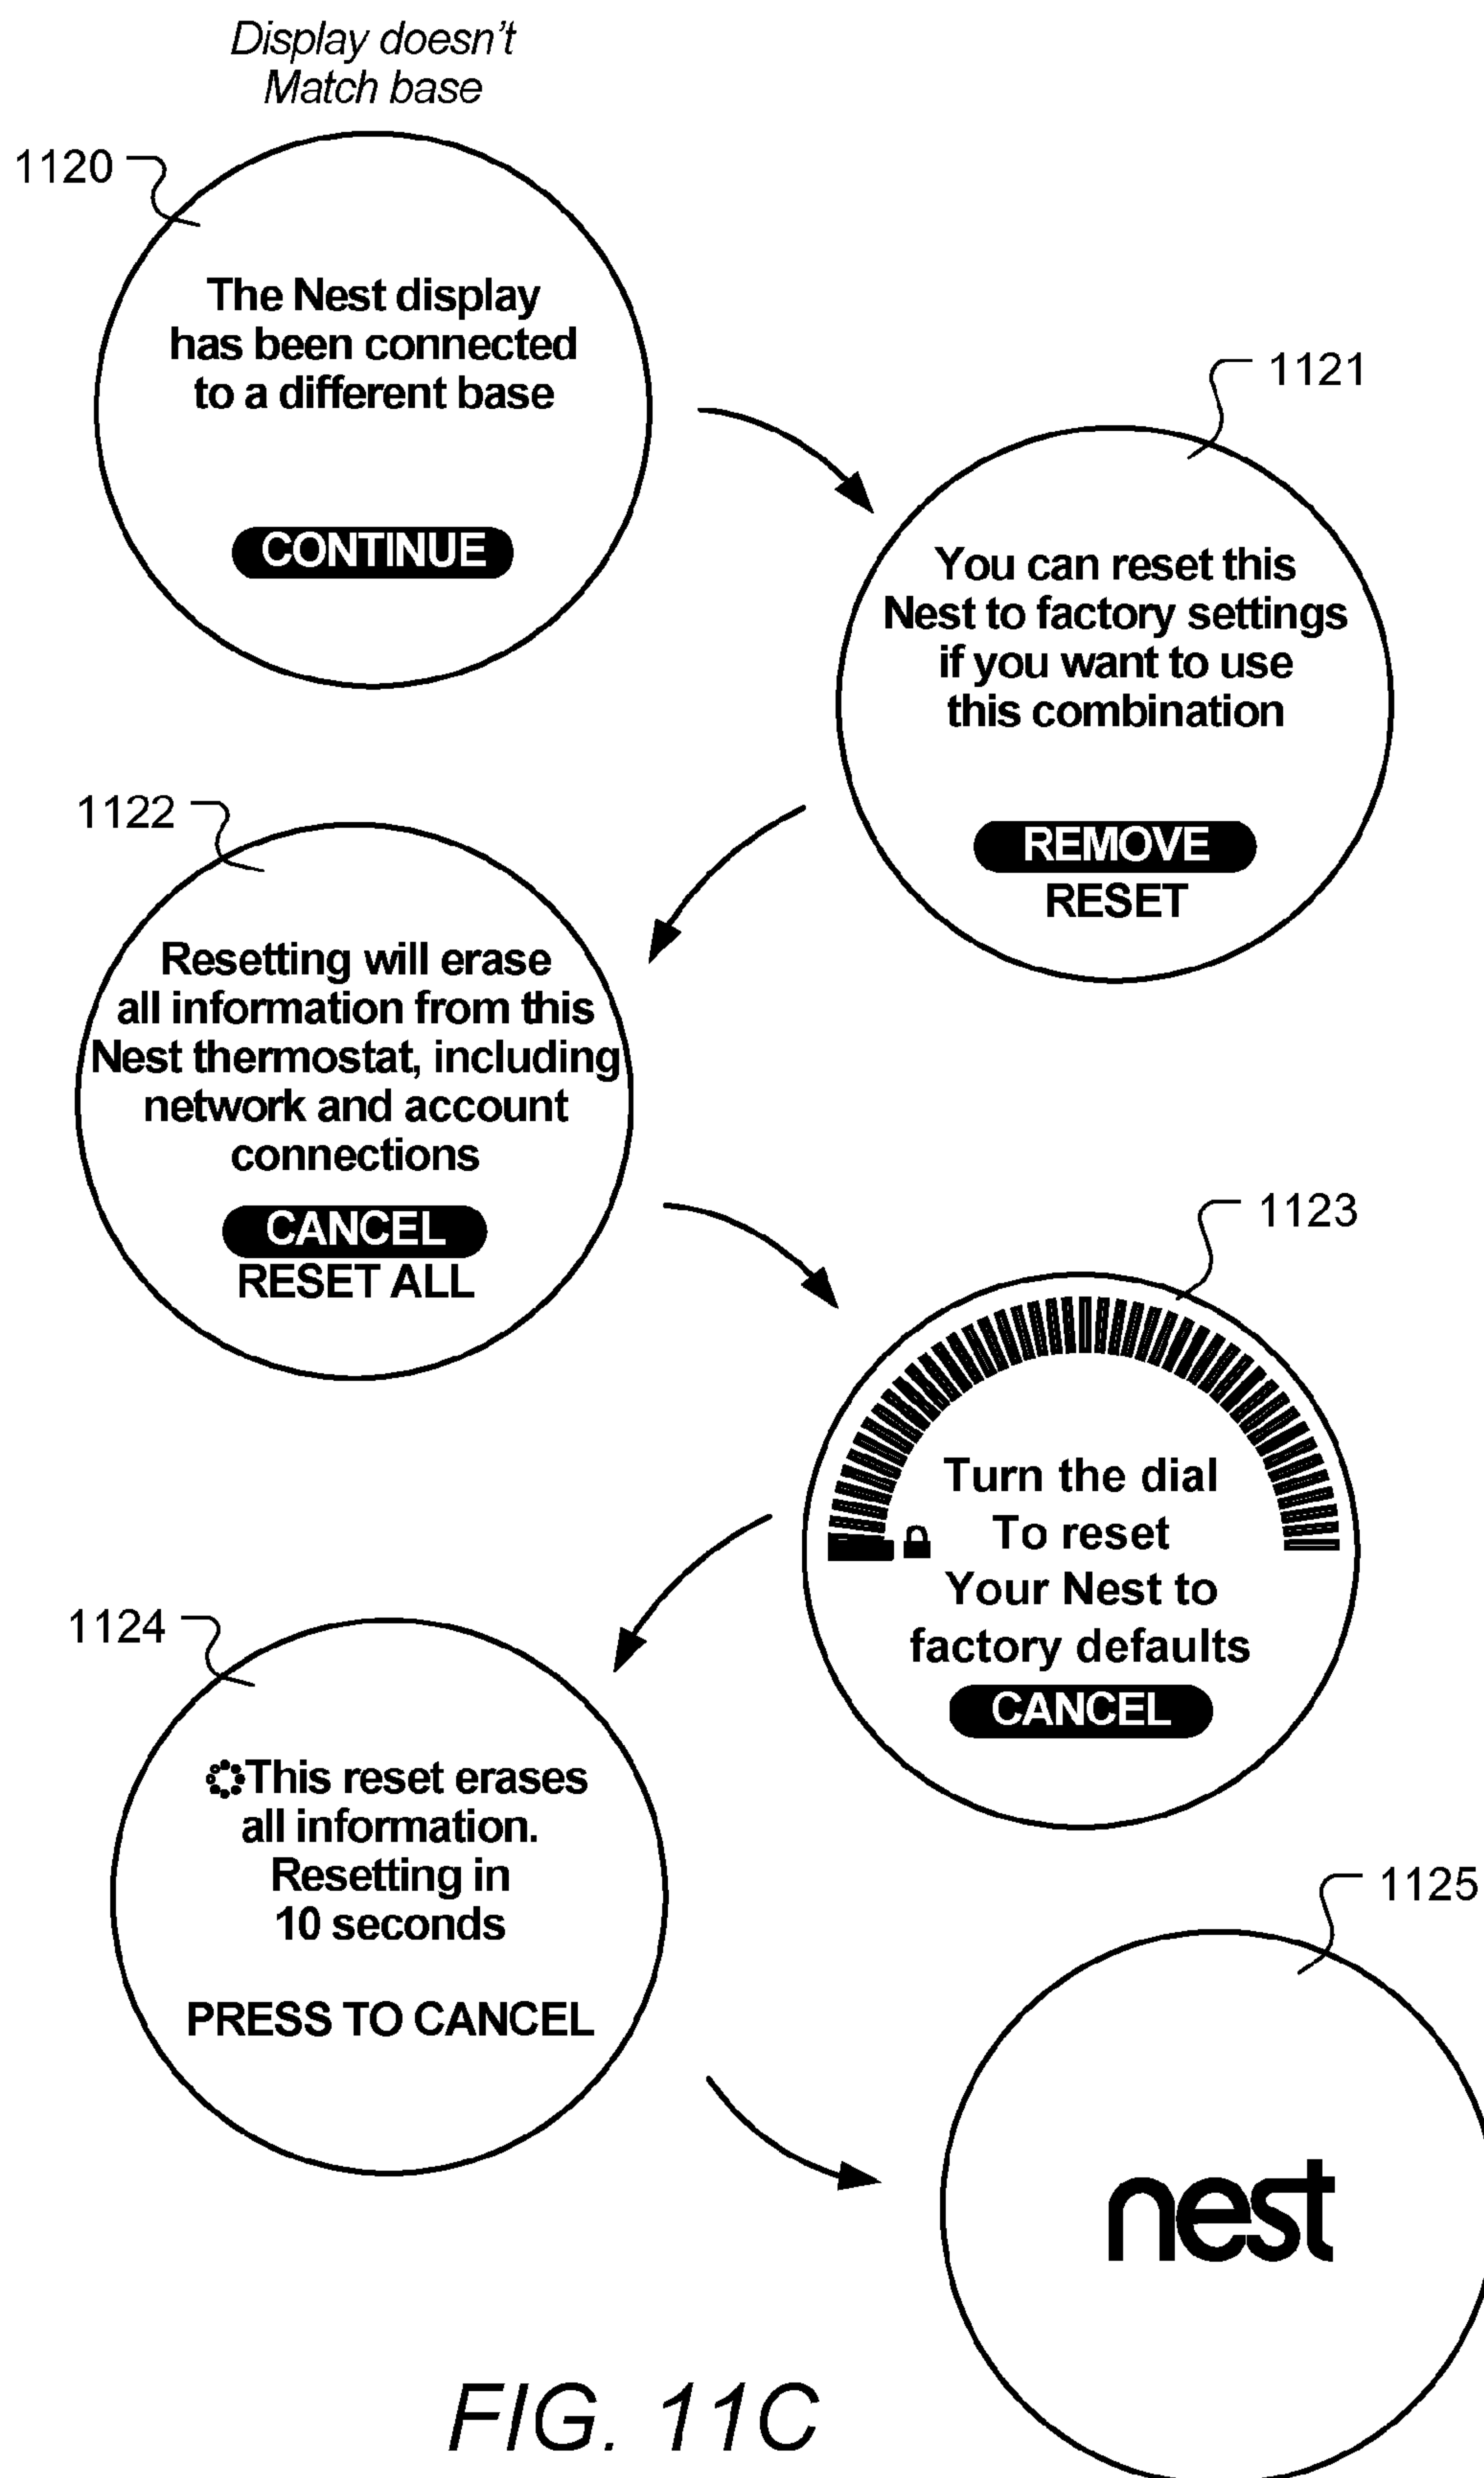 Display doesn't
Match base
1120
The Nest display
has been connected
to a different base
CONTINUE
1121
You can reset this
Nest to factory settings
if you want to use
this combination
REMOVE
RESET
1122
Resetting will erase
all information from this
Nest thermostat, including
network and account
connections
CANCEL
RESET ALL
1123
Turn the dial
To reset
Your Nest to
factory defaults
CANCEL
1124
This reset erases
all information.
Resetting in
10 seconds
PRESS TO CANCEL
1125
nest
FIG. 11C